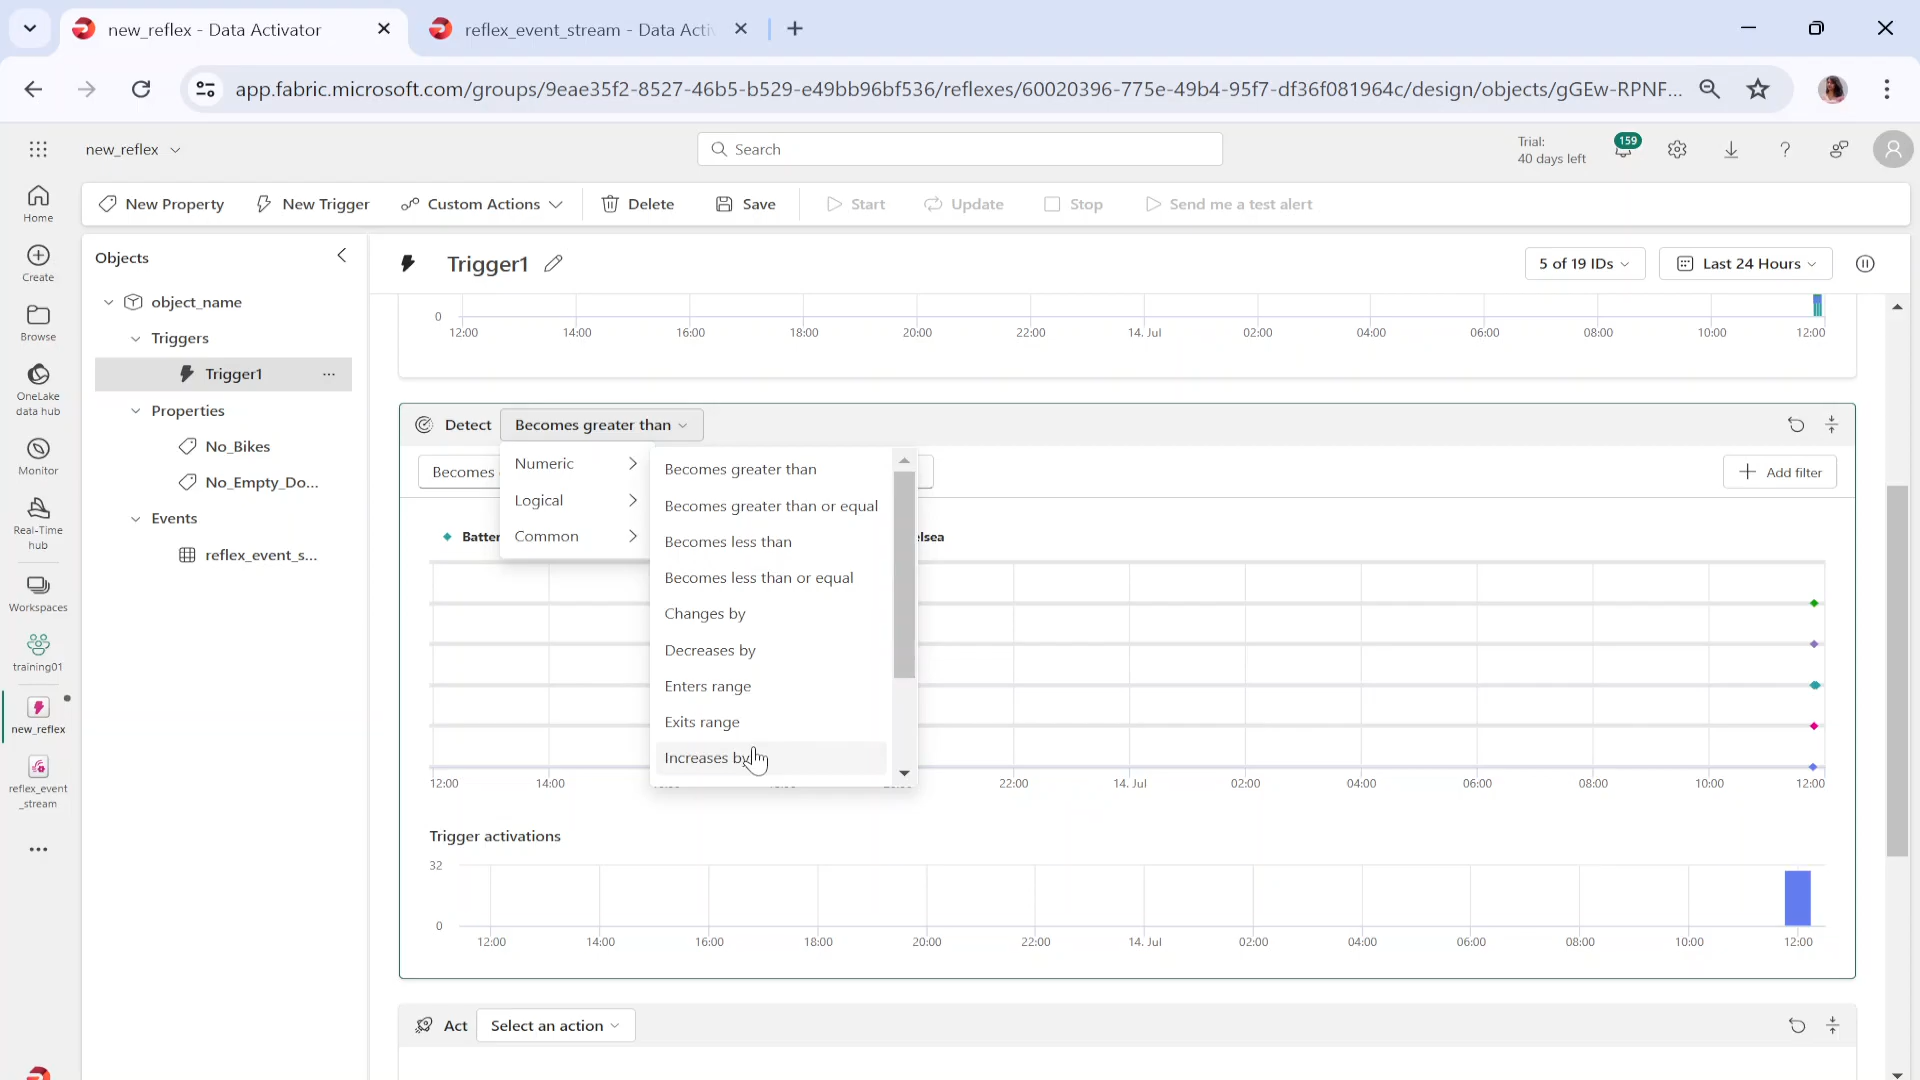 new_reflex - Data Activator
reflex_event_stream - Data Acti
app.fabric.microsoft.com/groups/9eae35f2-8527-46b5-b529-e49bb96bf536/reflexes/60020396-775e-49b4-95f7-df36f081964c/design/objects/gGEw-RPNF...
new_reflex
Search
Trial:
40 days left
159
Home
Create
Browse
OneLake
data hub
Monitor
Real-Time
hub
Workspaces
training01
new_reflex
reflex_event
_stream
New Property
New Trigger
Custom Actions
Delete
Save
Start
Update
Stop
Send me a test alert
Objects
object_name
Triggers
Trigger1
Properties
No_Bikes
No_Empty_Do...
Events
reflex_event_s...
Trigger1
5 of 19 IDs
Last 24 Hours
0
12:00 14:00 16:00 18:00 20:00 22:00 14. Jul 02:00 04:00 06:00 08:00 10:00 12:00
Detect
Becomes greater than
Becomes
Add filter
Numeric
Logical
Common
Becomes greater than
Becomes greater than or equal
Becomes less than
Becomes less than or equal
Changes by
Decreases by
Enters range
Exits range
Increases by
Batter
lsea
12:00 14:00 22:00 14. Jul 02:00 04:00 06:00 08:00 10:00 12:00
Trigger activations
32
0
12:00 14:00 16:00 18:00 20:00 22:00 14. Jul 02:00 04:00 06:00 08:00 10:00 12:00
Act
Select an action